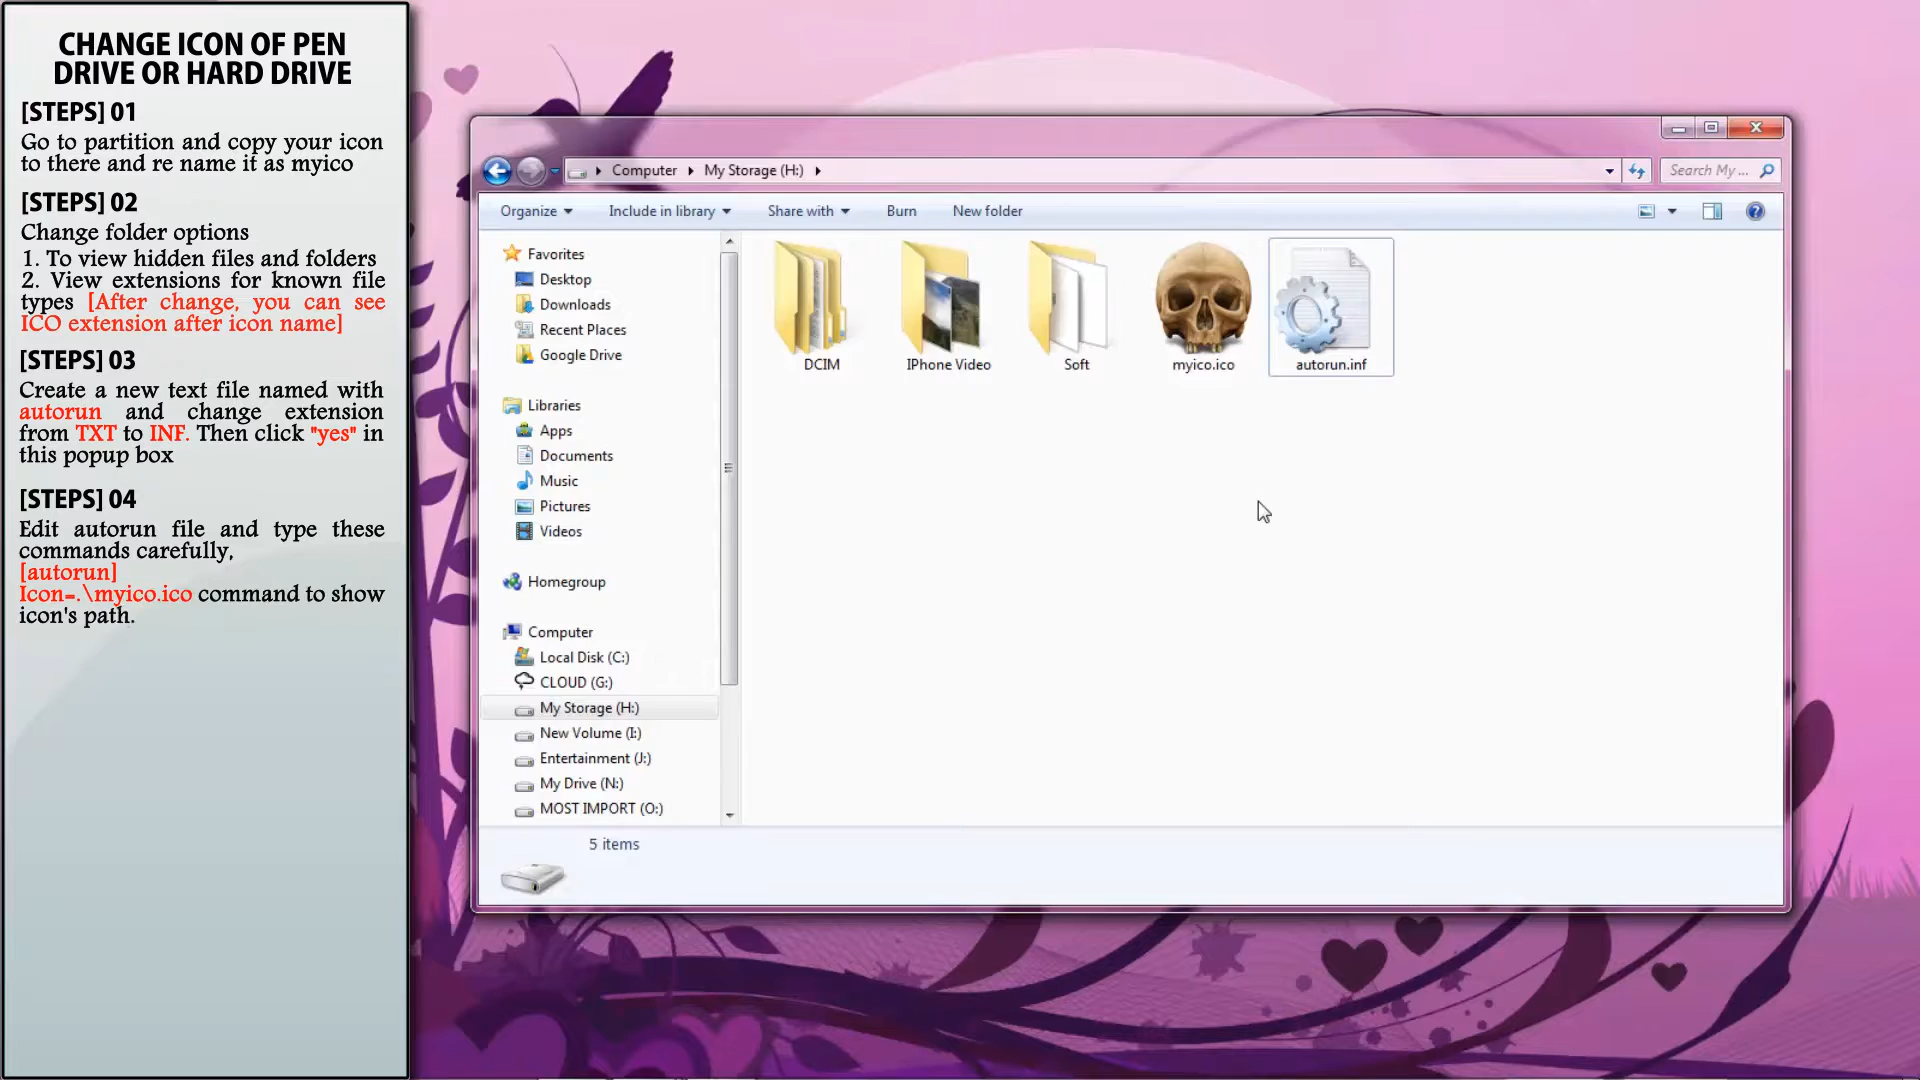 CHANGE ICON OF PEN
DRIVE OR HARD DRIVE
[STEPS] 01
Go to partition and copy your icon
to there and re name it as myico
[STEPS] 02
Change folder options
1. To view hidden files and folders
2. View extensions for known file
types [After change, you can see
ICO extension after icon name]
[STEPS] 03
Create a new text file named with
autorun and change extension
from TXT to INF. Then click "yes" in
this popup box
[STEPS] 04
Edit autorun file and type these
commands carefully,
[autorun]
Icon=.\myico.ico command to show
icon's path.
Computer My Storage (H:)
Search My ...
Organize Include in library Share with Burn New folder
Favorites
Desktop
Downloads
Recent Places
Google Drive
Libraries
Apps
Documents
Music
Pictures
Videos
Homegroup
Computer
Local Disk (C:)
CLOUD (G:)
My Storage (H:)
New Volume (I:)
Entertainment (J:)
My Drive (N:)
MOST IMPORT (O:)
DCIM IPhone Video Soft myico.ico autorun.inf
5 items